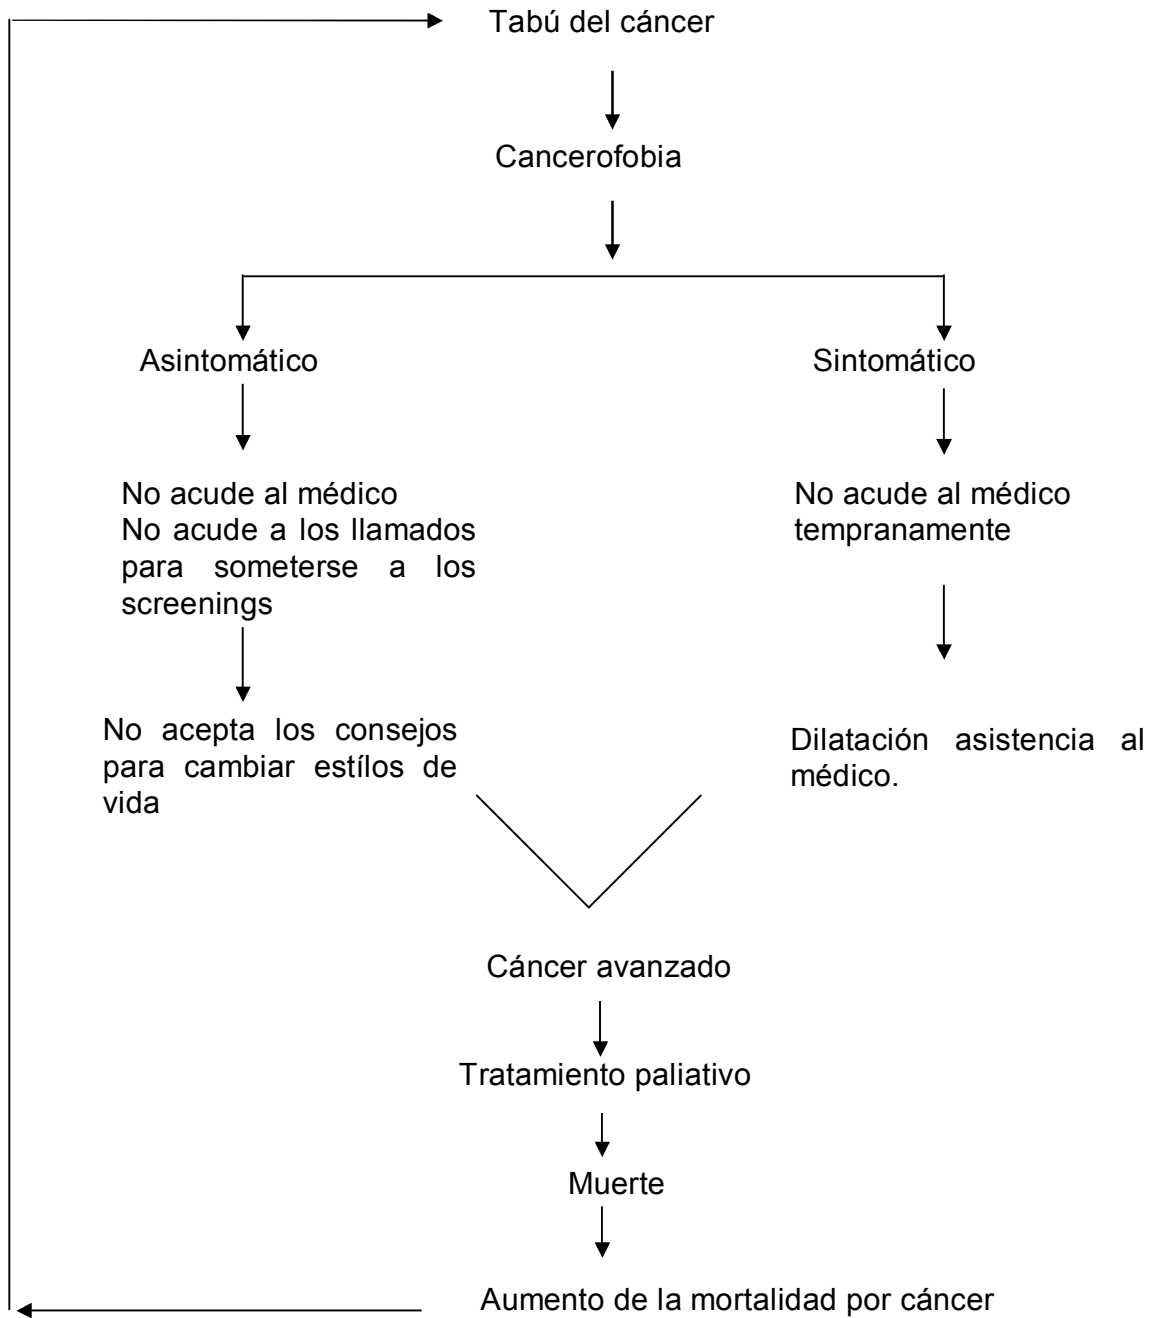 Tabú del cáncer
Cancerofobia
Asintomático
Sintomático
No acude al médico
No acude a los llamados
para someterse a los
screenings
No acude al médico
tempranamente
No acepta los consejos
para cambiar estílos de
vida
Dilatación asistencia al
médico.
Cáncer avanzado
Tratamiento paliativo
Muerte
Aumento de la mortalidad por cáncer